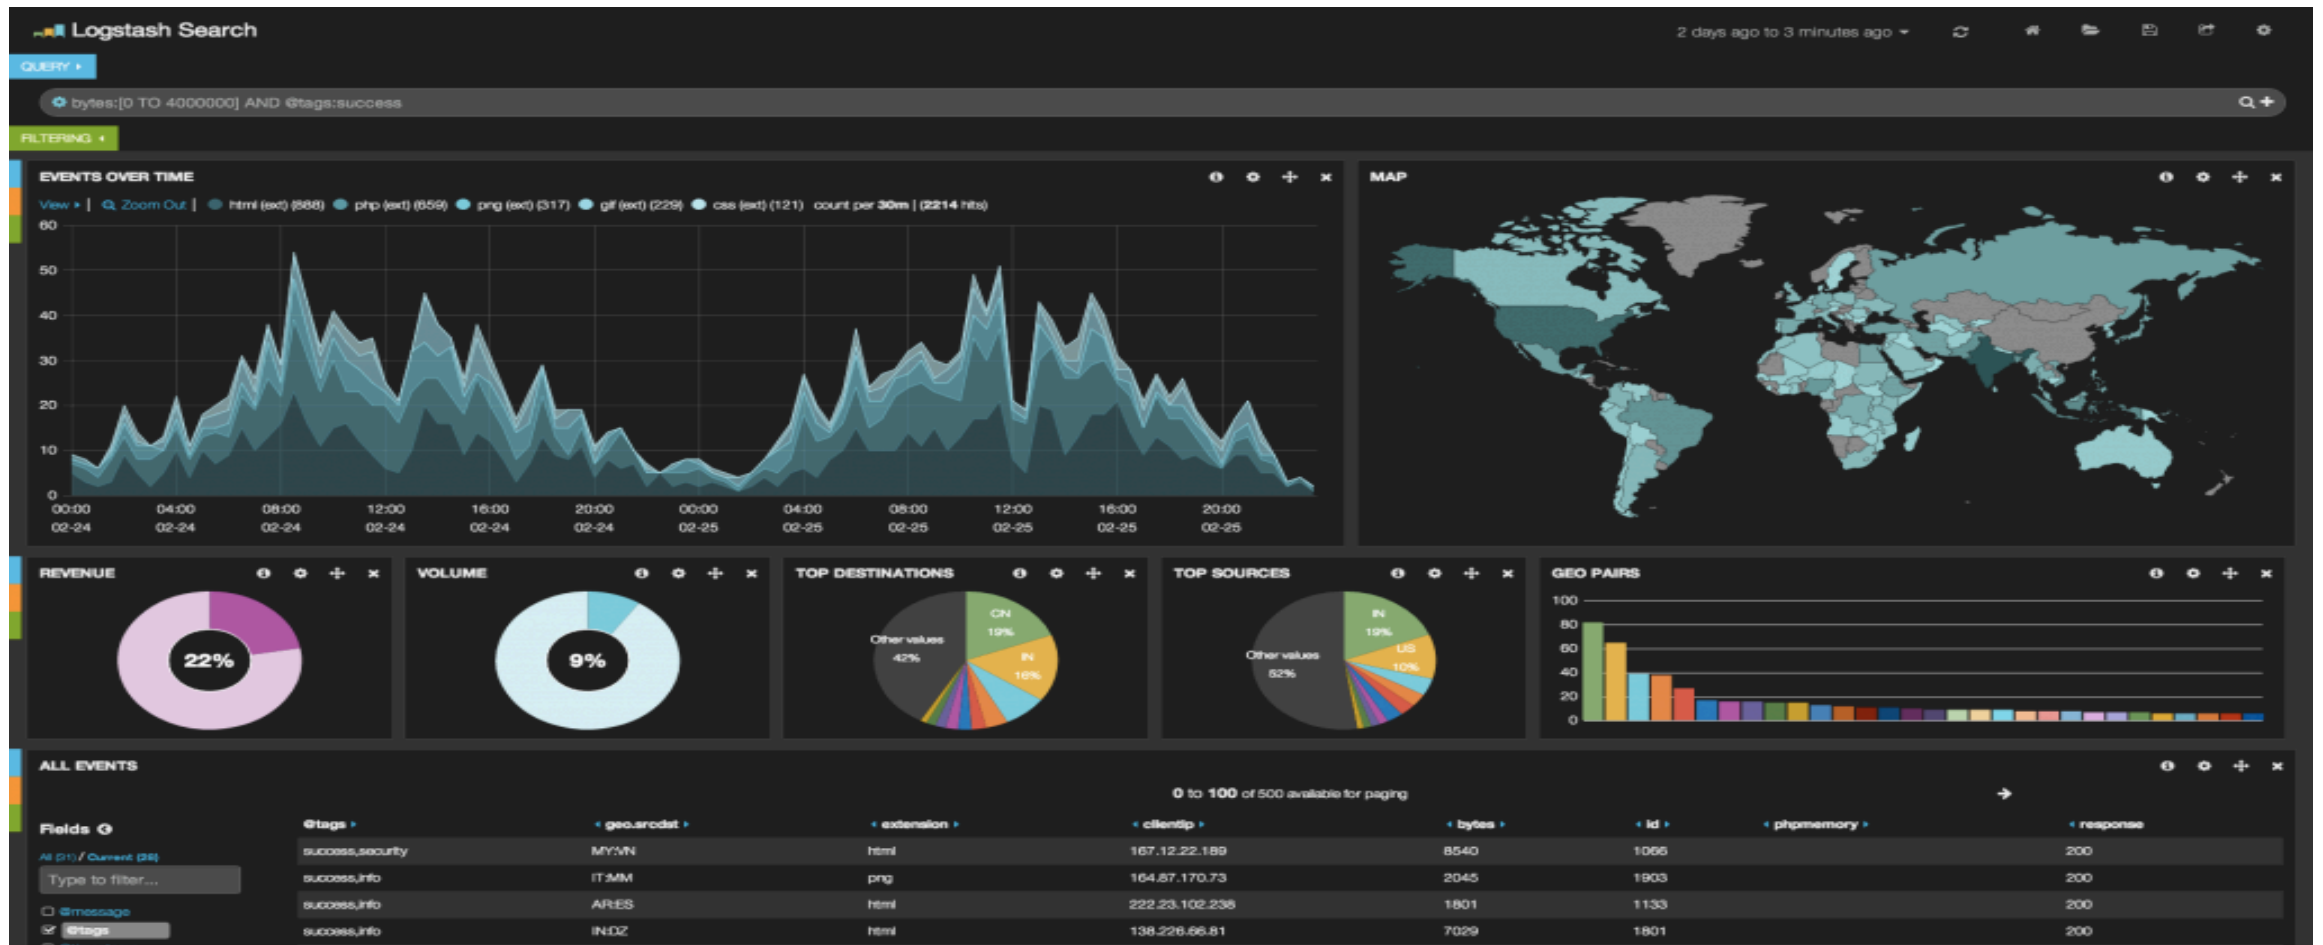 Logstash Search
2 days ago to 3 minutes ago
QUERY
bytes:[0 TO 4000000] AND @tags:success
FILTERING
EVENTS OVER TIME
View | Zoom Out | html (ext) (888) php (ext) (659) png (ext) (317) gif (ext) (229) css (ext) (121) count per 30m | (2214 hits)
60
50
40
30
20
10
0
00:00 04:00 08:00 12:00 16:00 20:00 00:00 04:00 08:00 12:00 16:00 20:00
02-24 02-24 02-24 02-24 02-24 02-24 02-25 02-25 02-25 02-25 02-25 02-25
MAP
REVENUE
22%
VOLUME
9%
TOP DESTINATIONS
CN
19%
IN
16%
Other values
42%
TOP SOURCES
IN
19%
US
10%
Other values
52%
GEO PAIRS
100
80
60
40
20
0
ALL EVENTS
0 to 100 of 500 available for paging
Fields
All (31) / Current (28)
Type to filter...
@message
@tags
@tags geo.srcdst extension clientip bytes id phpmemory response
success,security MY:VN html 167.12.22.189 8540 1066 200
success,info IT:MM png 164.87.170.73 2045 1903 200
success,info AR:ES html 222.23.102.238 1801 1133 200
success,info IN:DZ html 138.226.66.81 7029 1801 200